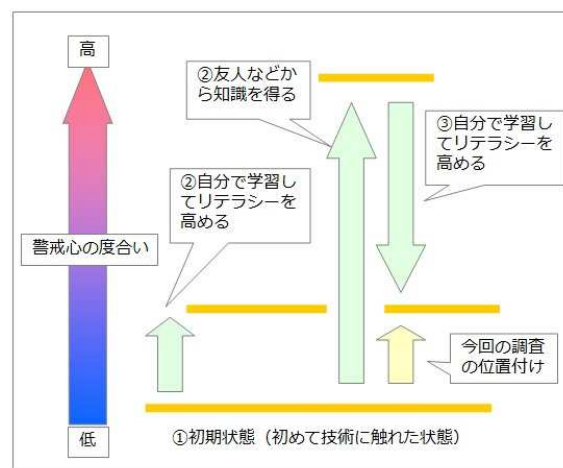 高
②友人などか
ら知識を得る
③自分で学習し
てリテラシーを
高める
②自分で学習し
てリテラシーを
高める
警戒心の度合い
今回の調査
の位置付け
低
①初期状態（初めて技術に触れた状態）